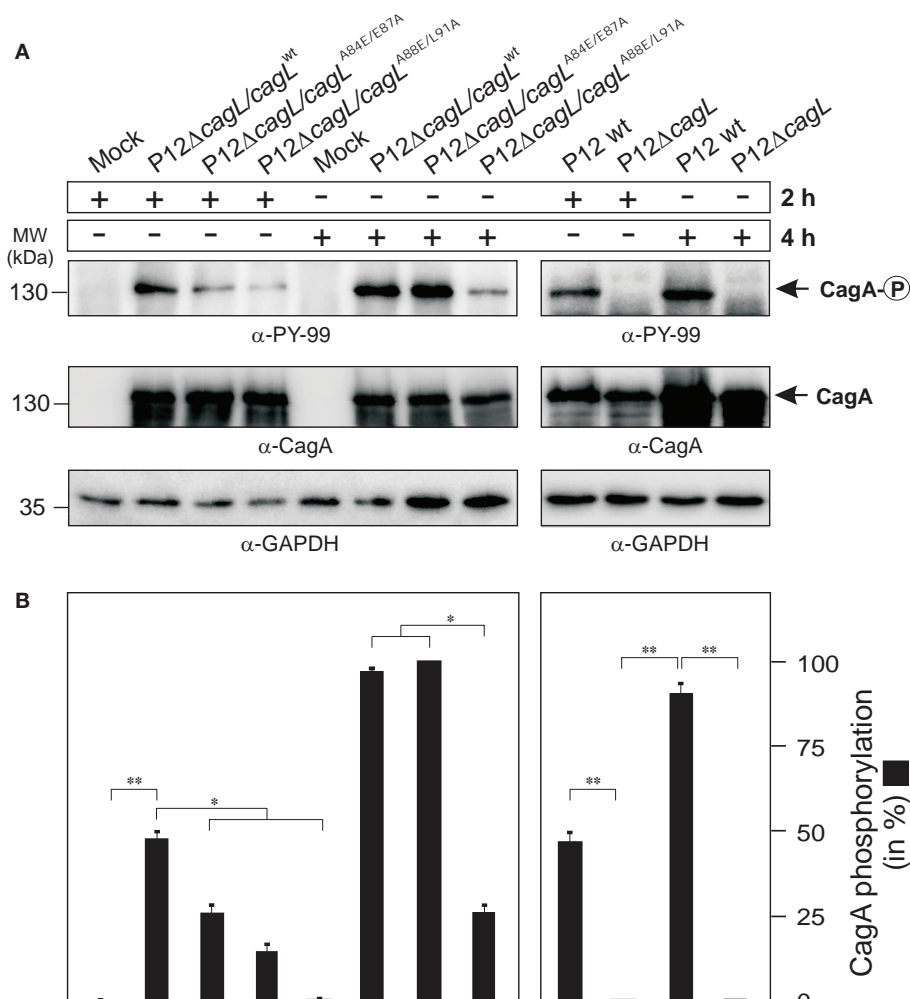 A
Mock
P12ΔcagL/cagL^wt
P12ΔcagL/cagL^A84E/E87A
P12ΔcagL/cagL^A88E/L91A
Mock
P12ΔcagL/cagL^wt
P12ΔcagL/cagL^A84E/E87A
P12ΔcagL/cagL^A88E/L91A
P12 wt
P12ΔcagL
P12 wt
P12ΔcagL
+ + + + - - - - + + - - 2 h
- - - - + + + + - - + + 4 h
MW
(kDa)
130 CagA-Ⓟ
α-PY-99 α-PY-99
130 CagA
α-CagA α-CagA
35
α-GAPDH α-GAPDH
B
* ** **
100
75
** * **
50
25
0
CagA phosphorylation
(in %)